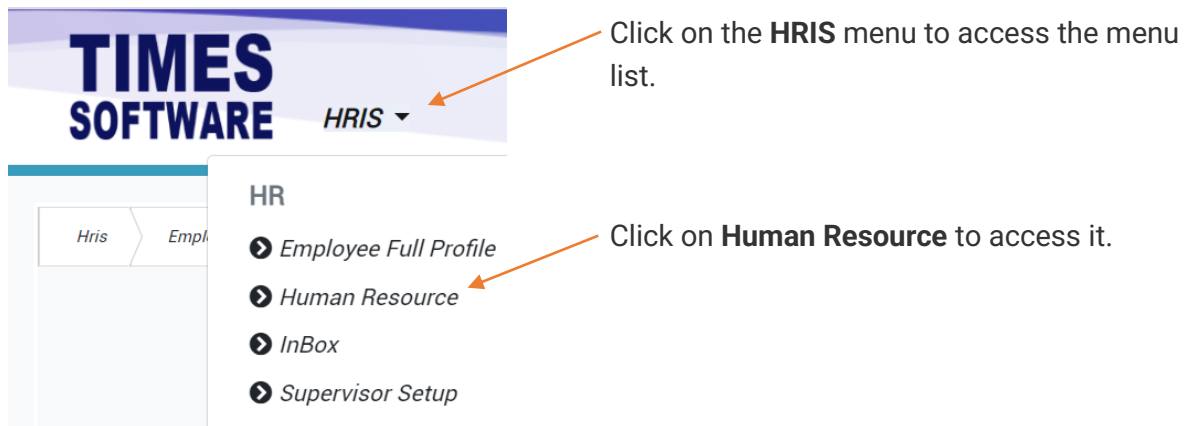 TIMES
SOFTWARE
HRIS
Click on the HRIS menu to access the menu
list.
HR
Hris
Empl
Employee Full Profile
Human Resource
Click on Human Resource to access it.
InBox
Supervisor Setup